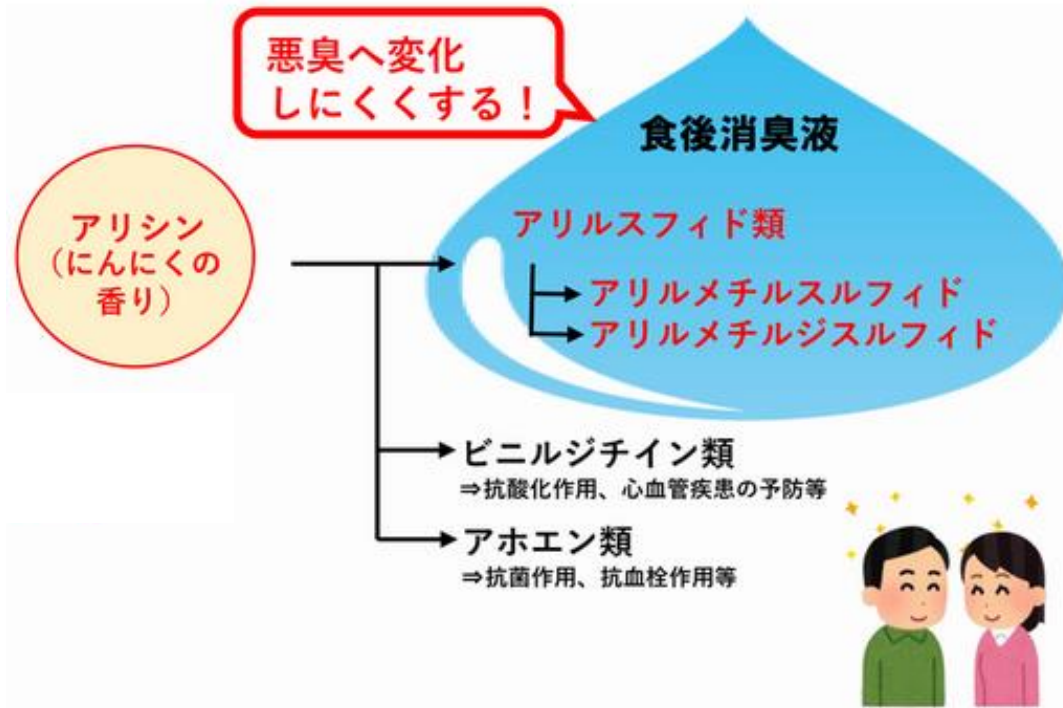 悪臭へ変化
しにくくする！
食後消臭液
アリシン
（にんにくの
香り）
アリルスフィド類
アリルメチルスルフィド
アリルメチルジスルフィド
ビニルジチイン類
⇒抗酸化作用、心血管疾患の予防等
アホエン類
⇒抗菌作用、抗血栓作用等